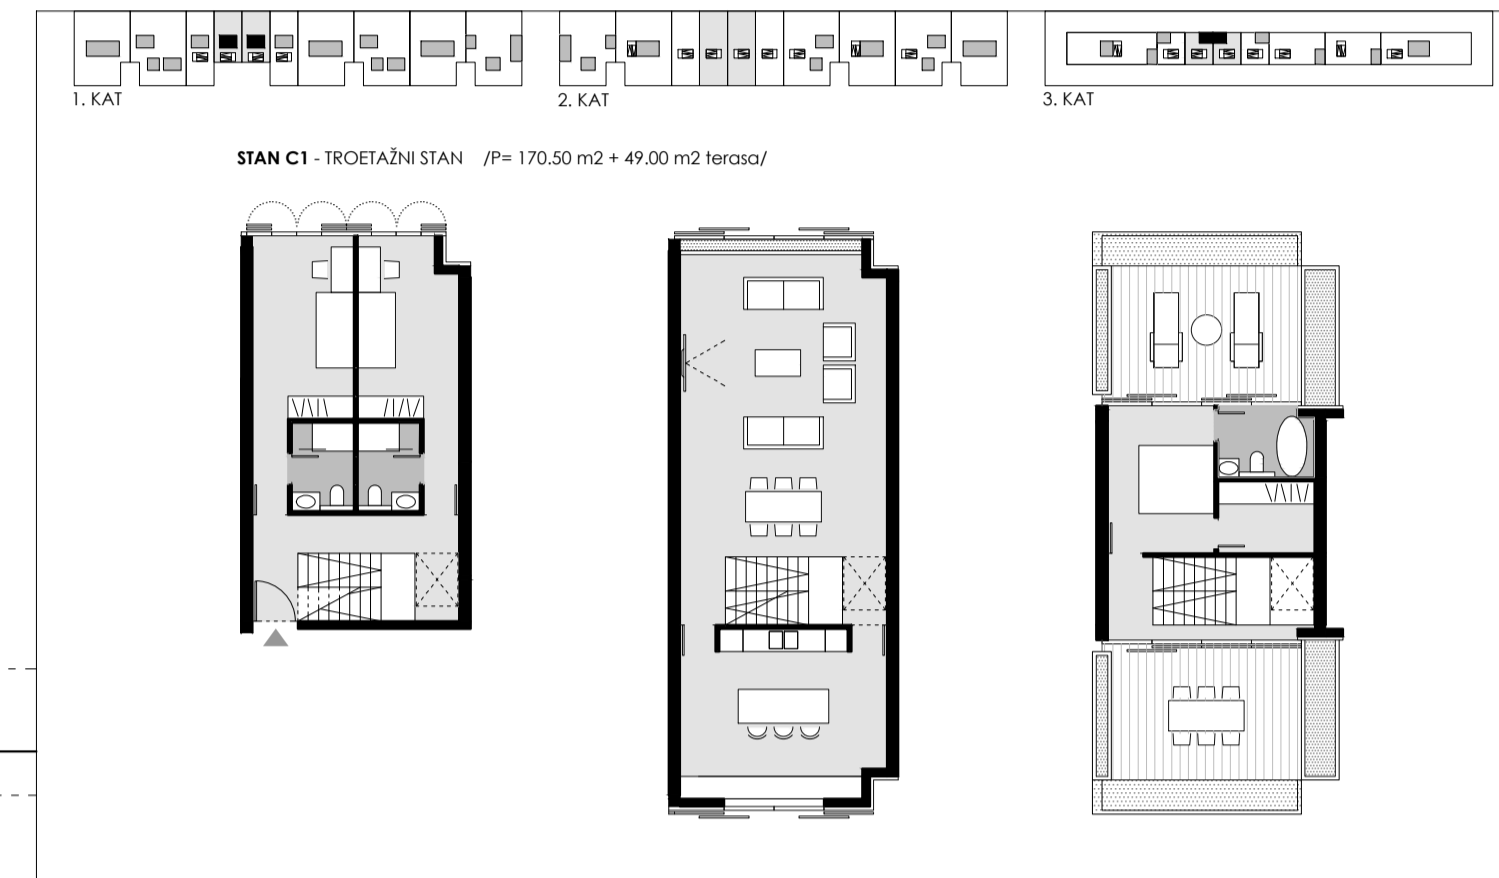 1. KAT
2. KAT
3. KAT
STAN C1 - TROETAŽNI STAN /P= 170.50 m2 + 49.00 m2 terasa/